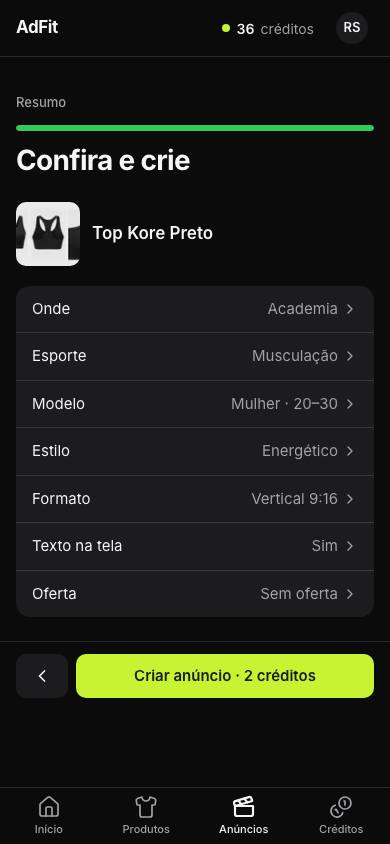 AdFit
36 créditos
RS
Resumo
Confira e crie
Top Kore Preto
Onde Academia
Esporte Musculação
Modelo Mulher · 20–30
Estilo Energético
Formato Vertical 9:16
Texto na tela Sim
Oferta Sem oferta
Criar anúncio · 2 créditos
Início Produtos Anúncios Créditos